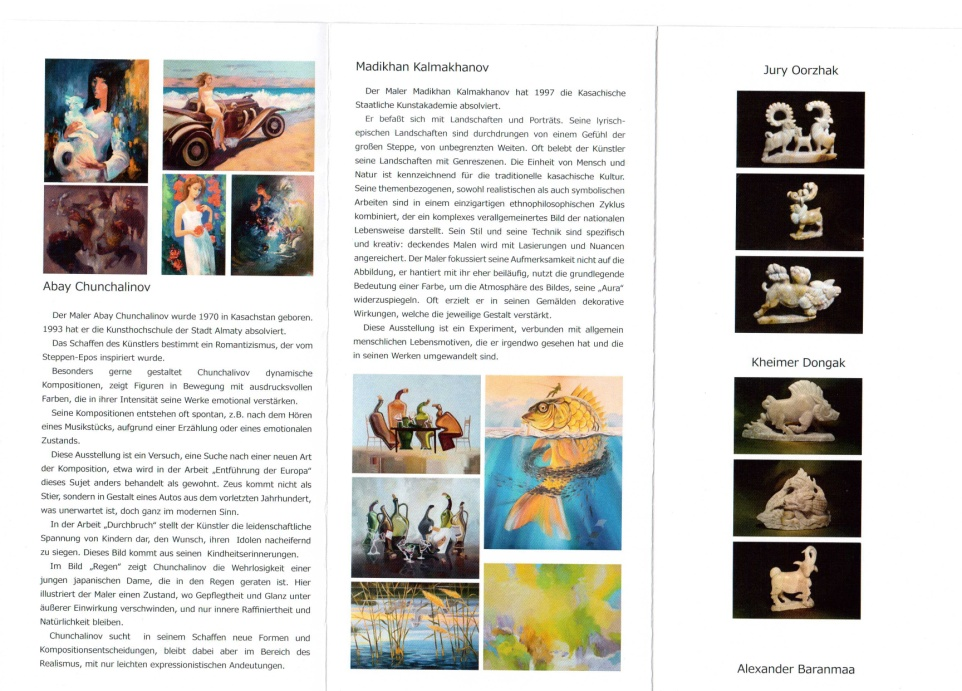 Abay Chunchalinov
Der Maler Abay Chunchalinov wurde 1970 in Kasachstan geboren.
1993 hat er die Kunsthochschule der Stadt Almaty absolviert.
Das Schaffen des Künstlers bestimmt ein Romantizismus, der vom
Steppen-Epos inspiriert wurde.
Besonders gerne gestaltet Chunchalivov dynamische
Kompositionen, zeigt Figuren in Bewegung mit ausdrucksvollen
Farben, die in ihrer Intensität seine Werke emotional verstärken.
Seine Kompositionen entstehen oft spontan, z.B. nach dem Hören
eines Musikstücks, aufgrund einer Erzählung oder eines emotionalen
Zustands.
Diese Ausstellung ist ein Versuch, eine Suche nach einer neuen Art
der Komposition, etwa wird in der Arbeit „Entführung der Europa"
dieses Sujet anders behandelt als gewohnt. Zeus kommt nicht als
Stier, sondern in Gestalt eines Autos aus dem vorletzten Jahrhundert,
was unerwartet ist, doch ganz im modernen Sinn.
In der Arbeit „Durchbruch" stellt der Künstler die leidenschaftliche
Spannung von Kindern dar, den Wunsch, ihren Idolen nacheifernd
zu siegen. Dieses Bild kommt aus seinen Kindheitserinnerungen.
Im Bild „Regen" zeigt Chunchalinov die Wehrlosigkeit einer
jungen japanischen Dame, die in den Regen geraten ist. Hier
illustriert der Maler einen Zustand, wo Gepflegtheit und Glanz unter
äußerer Einwirkung verschwinden, und nur innere Raffiniertheit und
Natürlichkeit bleiben.
Chunchalinov sucht in seinem Schaffen neue Formen und
Kompositionsentscheidungen, bleibt dabei aber im Bereich des
Realismus, mit nur leichten expressionistischen Andeutungen.
Madikhan Kalmakhanov
Der Maler Madikhan Kalmakhanov hat 1997 die Kasachische
Staatliche Kunstakademie absolviert.
Er befaßt sich mit Landschaften und Porträts. Seine lyrisch-
epischen Landschaften sind durchdrungen von einem Gefühl der
großen Steppe, von unbegrenzten Weiten. Oft belebt der Künstler
seine Landschaften mit Genreszenen. Die Einheit von Mensch und
Natur ist kennzeichnend für die traditionelle kasachische Kultur.
Seine themenbezogenen, sowohl realistischen als auch symbolischen
Arbeiten sind in einem einzigartigen ethnophilosophischen Zyklus
kombiniert, der ein komplexes verallgemeinertes Bild der nationalen
Lebensweise darstellt. Sein Stil und seine Technik sind spezifisch
und kreativ: deckendes Malen wird mit Lasierungen und Nuancen
angereichert. Der Maler fokussiert seine Aufmerksamkeit nicht auf die
Abbildung, er hantiert mit ihr eher beiläufig, nutzt die grundlegende
Bedeutung einer Farbe, um die Atmosphäre des Bildes, seine „Aura"
widerzuspiegeln. Oft erzielt er in seinen Gemälden dekorative
Wirkungen, welche die jeweilige Gestalt verstärkt.
Diese Ausstellung ist ein Experiment, verbunden mit allgemein
menschlichen Lebensmotiven, die er irgendwo gesehen hat und die
in seinen Werken umgewandelt sind.
Jury Oorzhak
Kheimer Dongak
Alexander Baranmaa